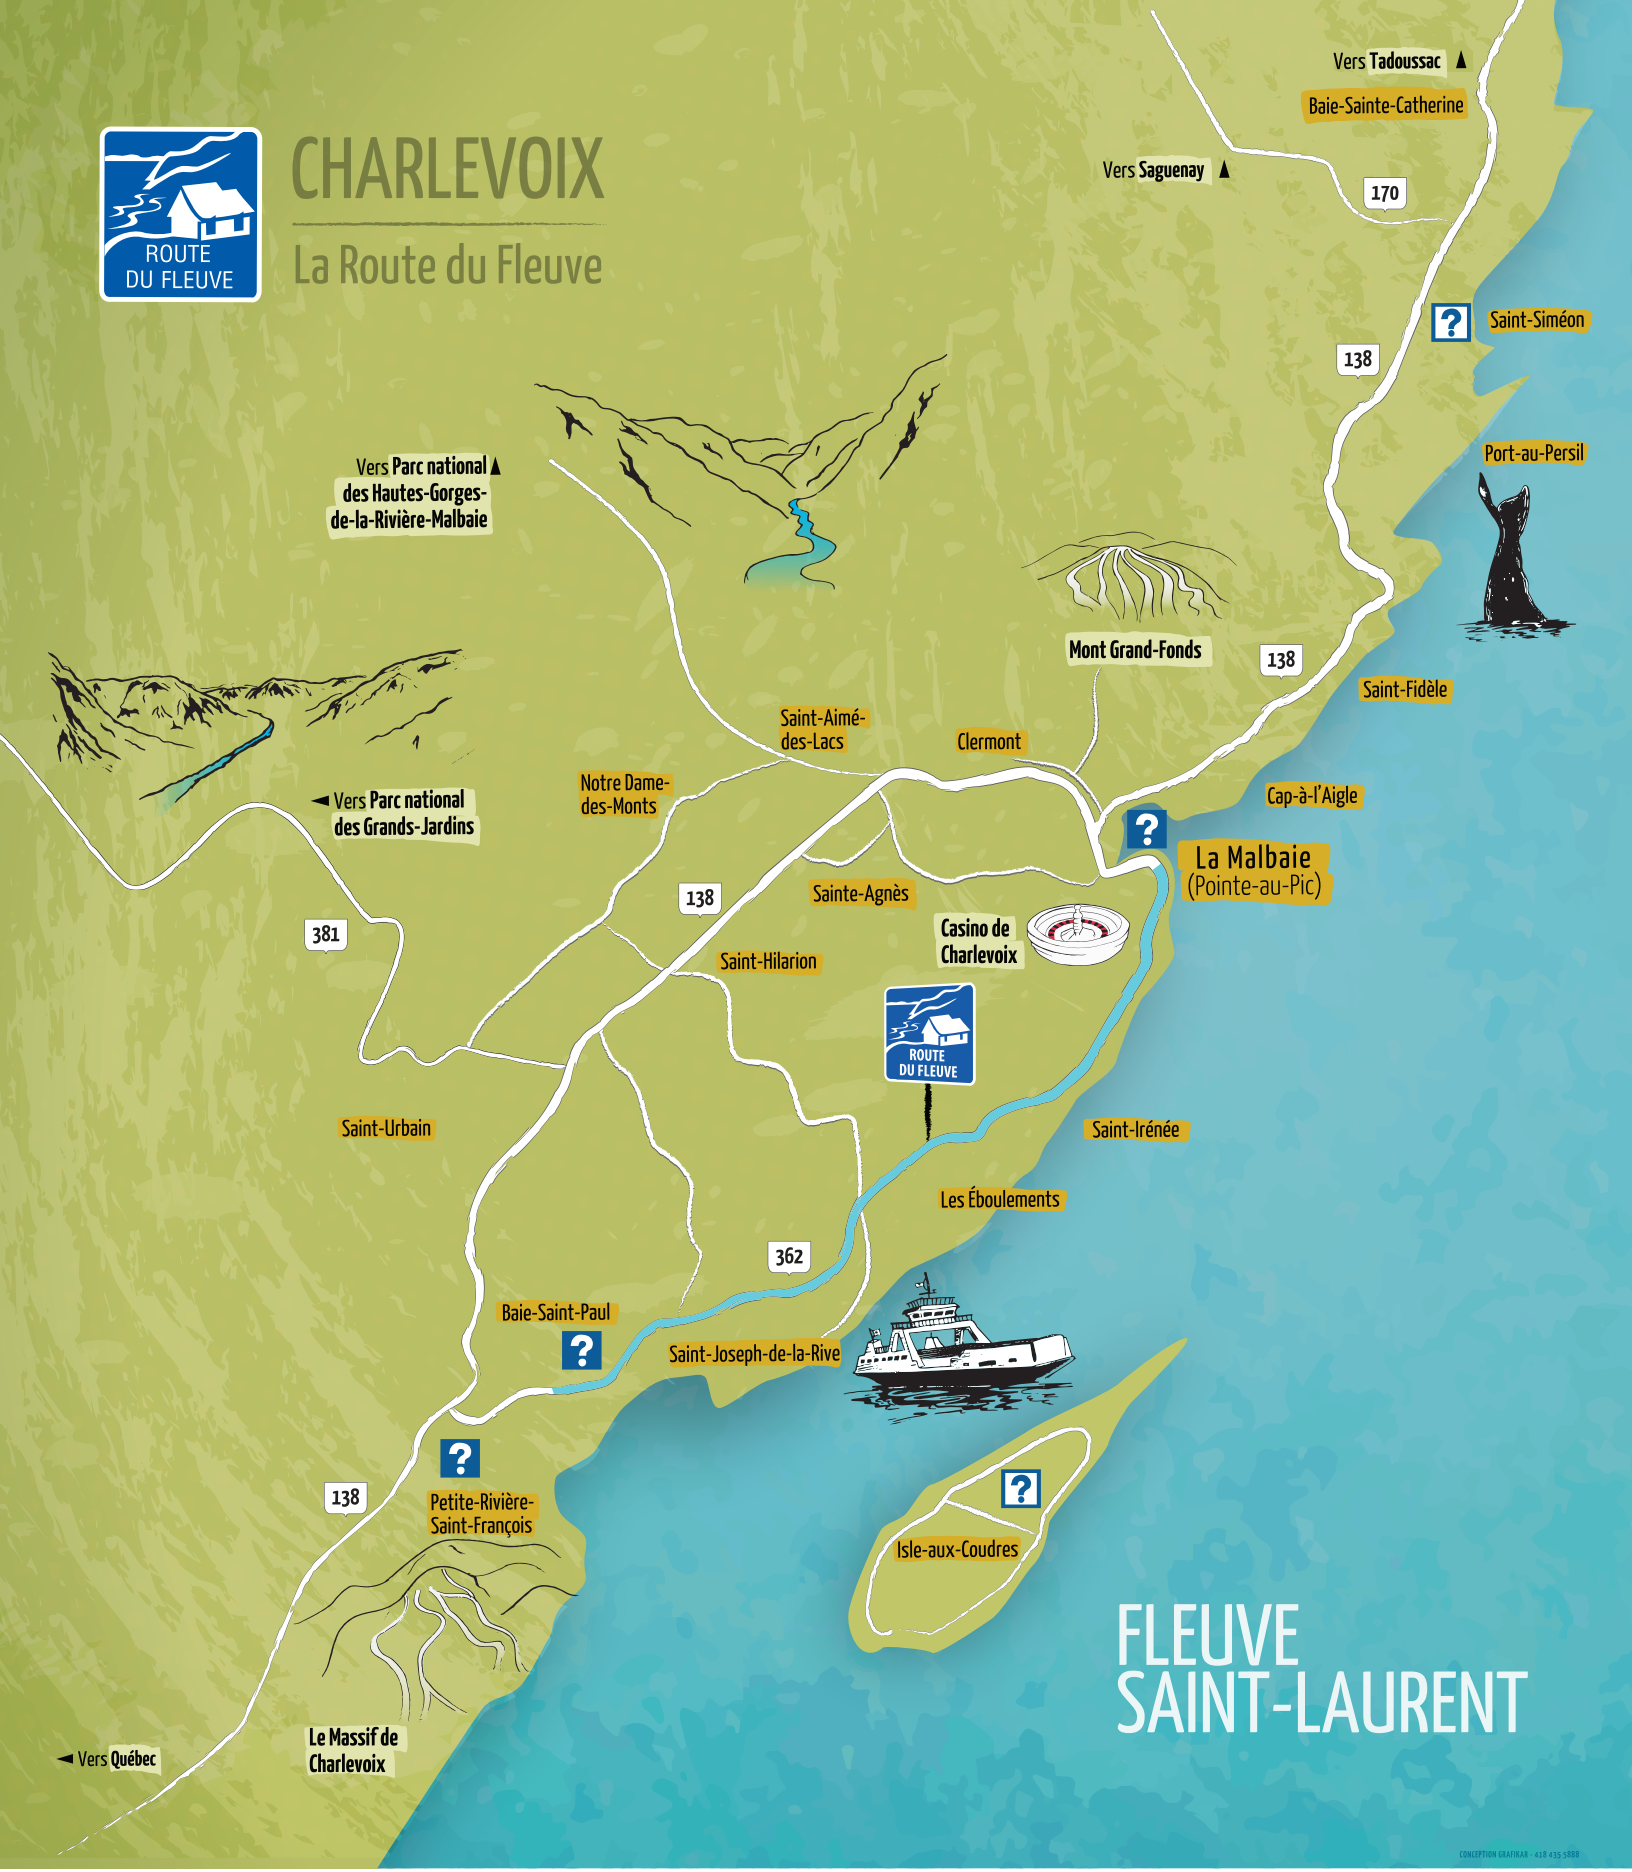 Vers Tadoussac
Baie-Sainte-Catherine
Vers Saguenay
170
CHARLEVOIX
La Route du Fleuve
ROUTE
DU FLEUVE
?
Saint-Siméon
138
Port-au-Persil
Vers Parc national
des Hautes-Gorges-
de-la-Rivière-Malbaie
Mont Grand-Fonds
138
Saint-Fidèle
Saint-Aimé-
des-Lacs
Clermont
Notre Dame-
des-Monts
Vers Parc national
des Grands-Jardins
Cap-à-l'Aigle
?
La Malbaie
(Pointe-au-Pic)
138
Sainte-Agnès
381
Casino de
Charlevoix
Saint-Hilarion
ROUTE
DU FLEUVE
Saint-Urbain
Saint-Irénée
Les Éboulements
362
Baie-Saint-Paul
?
Saint-Joseph-de-la-Rive
?
138
Petite-Rivière-
Saint-François
?
Isle-aux-Coudres
FLEUVE
SAINT-LAURENT
Le Massif de
Charlevoix
Vers Québec
CONCEPTION GRAFIKAR - 418 435 5888